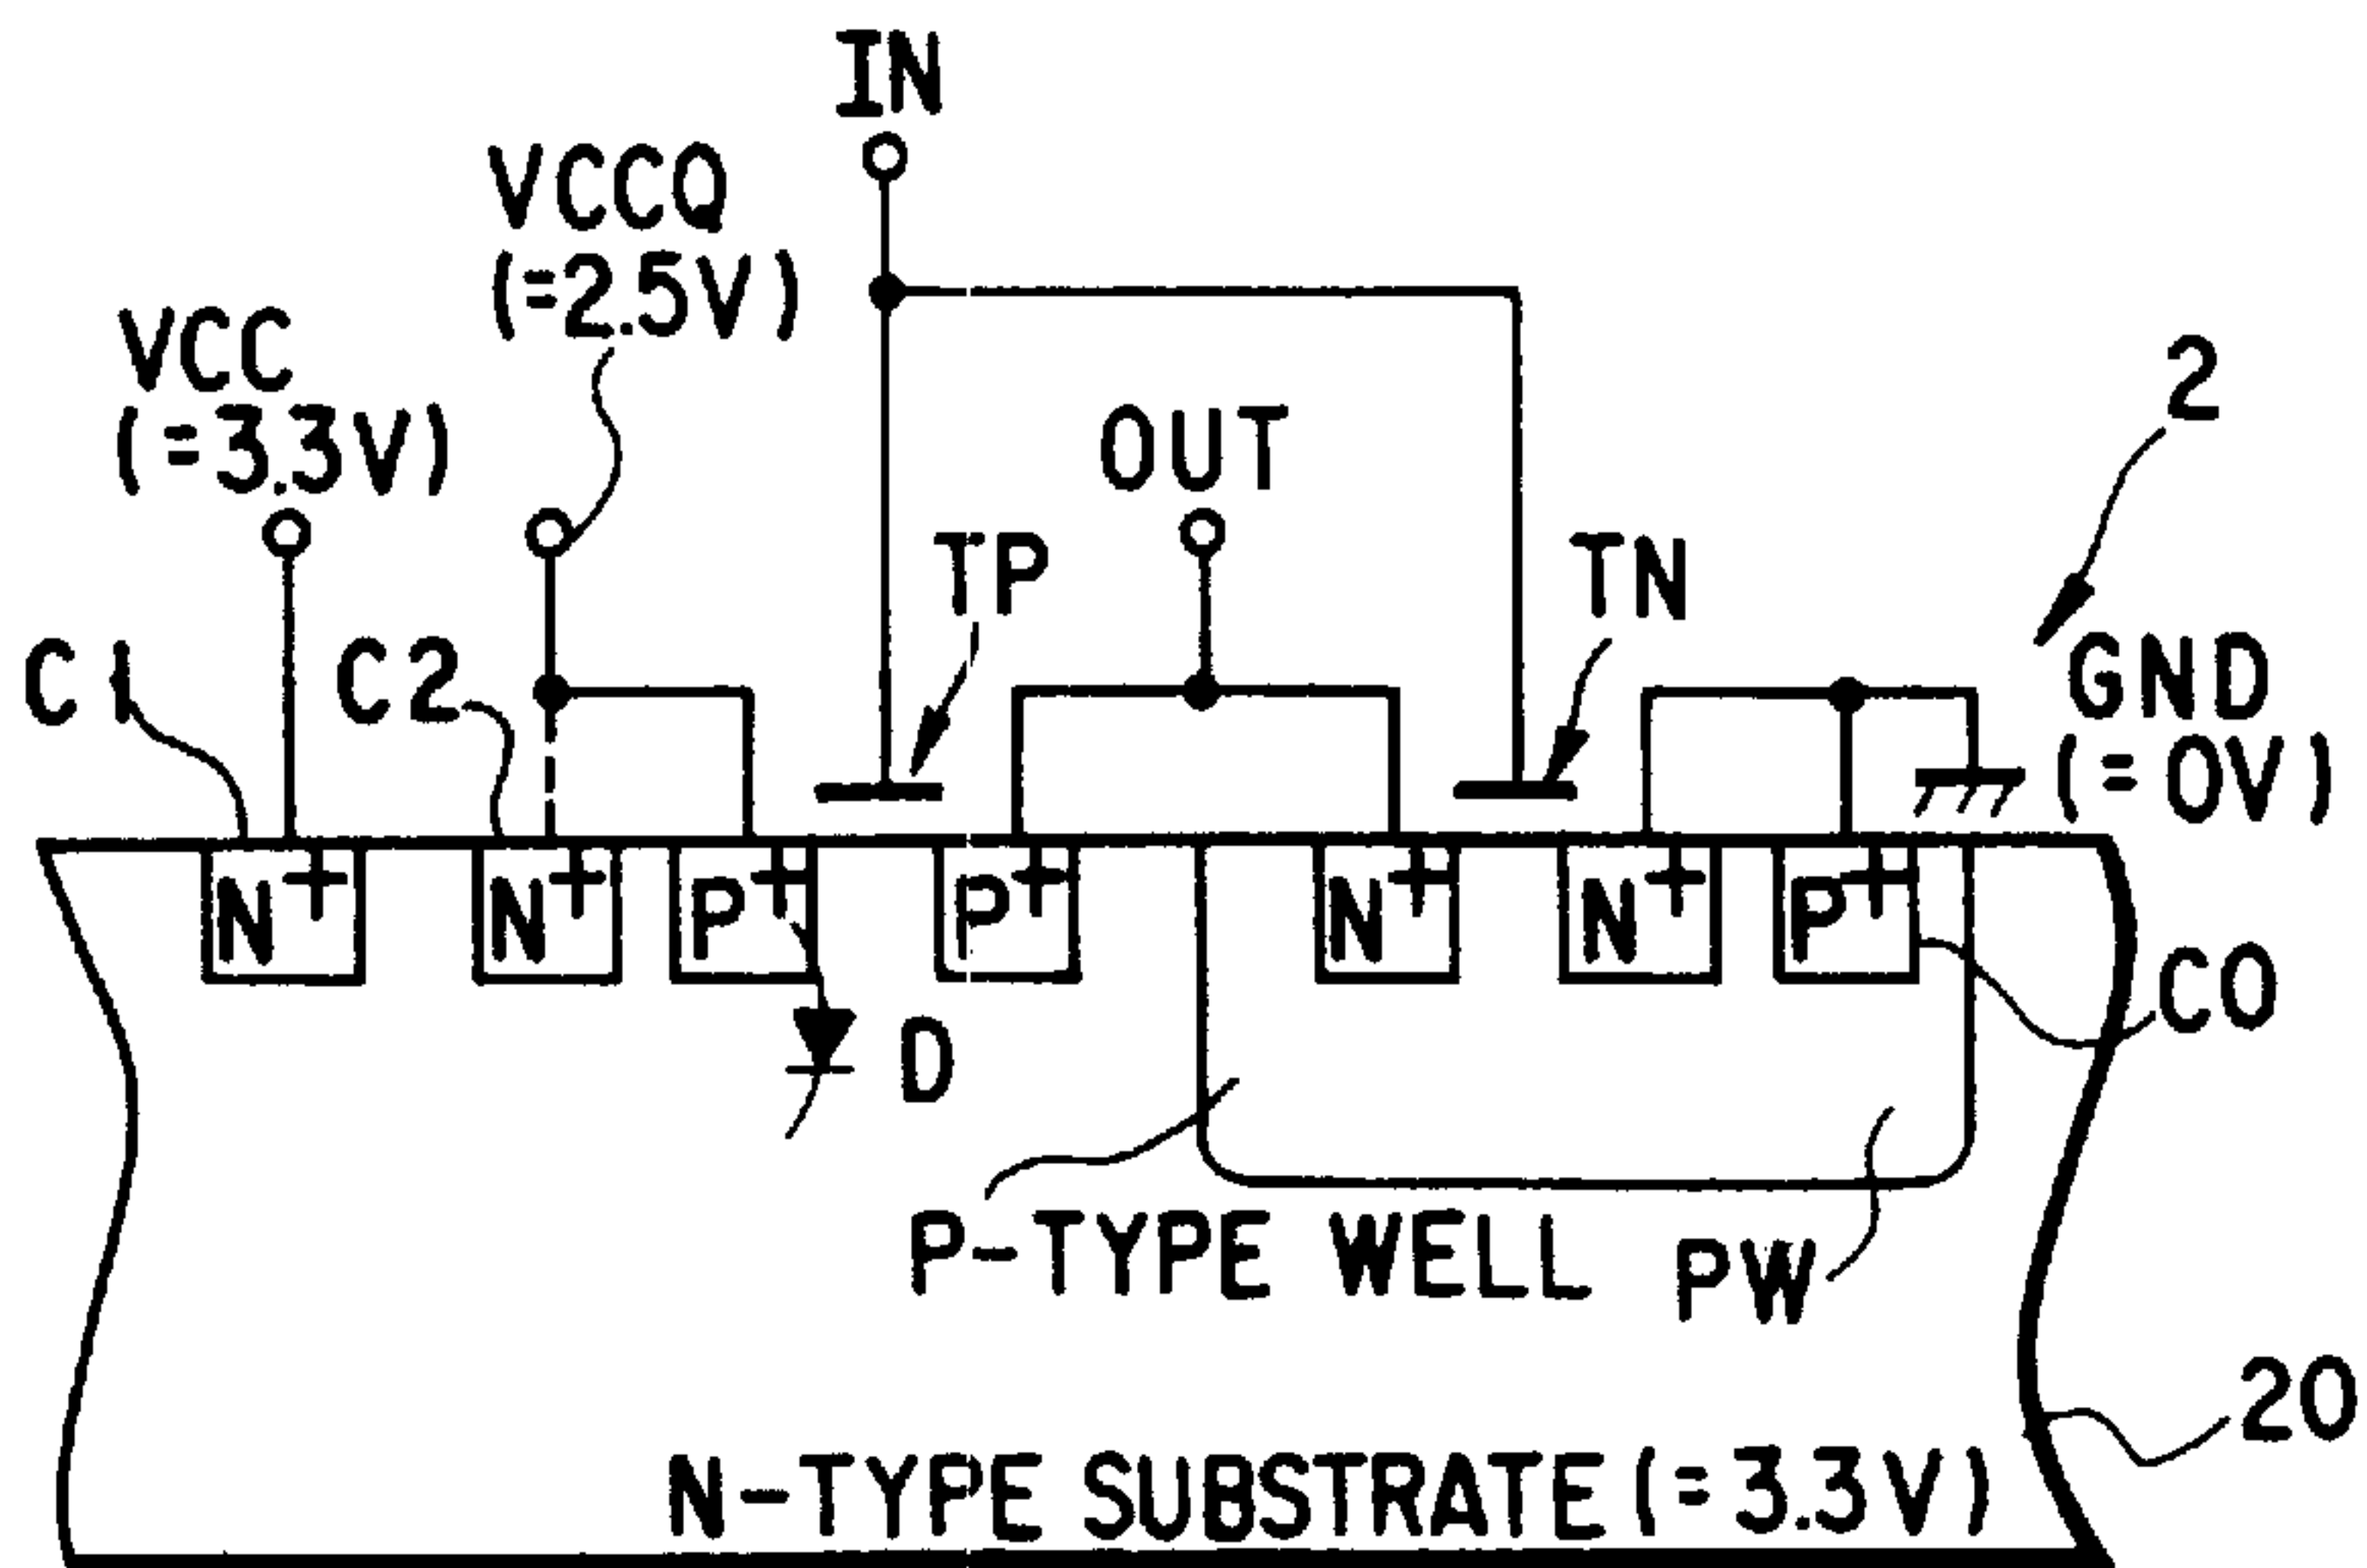 IN
VCCQ
(=2.5V)
VCC
(=3.3V)
2
OUT
TP
TN
C1
C2
GND
(=0V)
N+
N+
P+
P+
N+
N+
P+
C0
D
P-TYPE WELL
PW
20
N-TYPE SUBSTRATE (=3.3V)